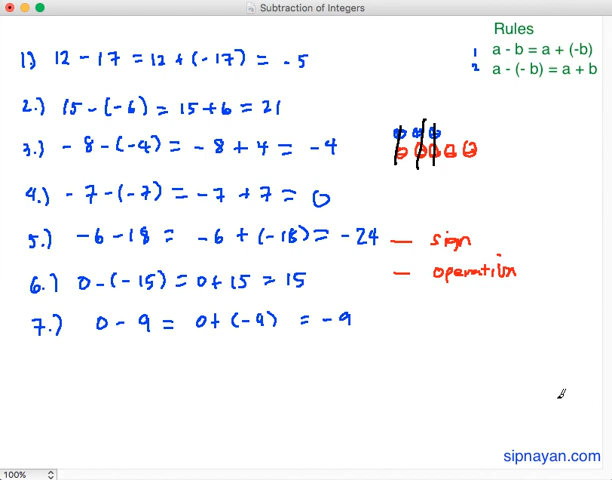 Subtraction of Integers
Rules
1 a - b = a + (-b)
2 a - (- b) = a + b
1.) 12 - 17 = 12 + (-17) = -5
2.) 15 - (-6) = 15 + 6 = 21
3.) -8 - (-4) = -8 + 4 = -4
4.) -7 - (-7) = -7 + 7 = 0
5.) -6 - 18 = -6 + (-18) = -24
— sign
— operation
6.) 0 - (-15) = 0 + 15 = 15
7.) 0 - 9 = 0 + (-9) = -9
sipnayan.com
100%